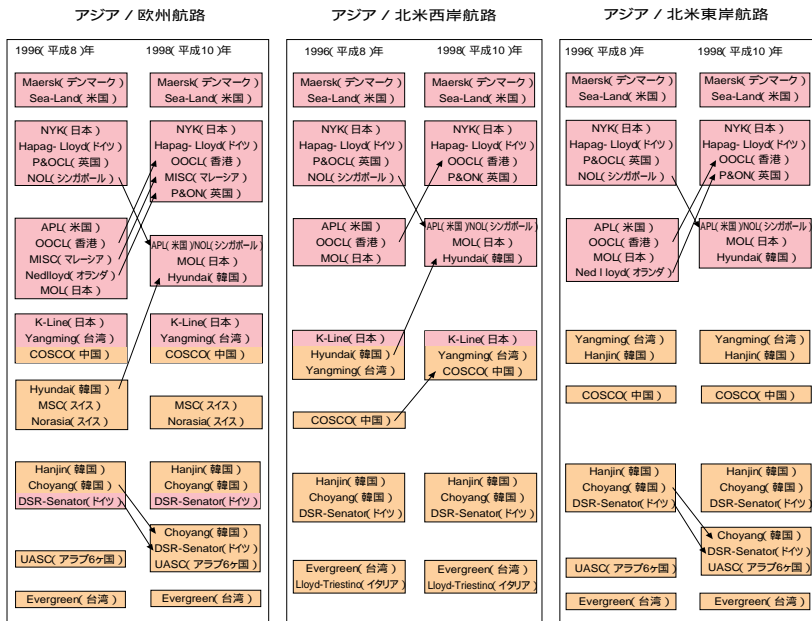 アジア / 欧州航路
1996( 平成8 )年
1998( 平成10 )年
Maersk( デンマーク )
Sea-Land( 米国 )
NYK( 日本 )
Hapag- Lloyd( ドイツ )
P&OCL( 英国 )
NOL( シンガポール )
APL( 米国 )
OOCL( 香港 )
MISC( マレーシア )
Nedlloyd( オランダ )
MOL( 日本 )
K-Line( 日本 )
Yangming( 台湾 )
COSCO( 中国 )
Hyundai( 韓国 )
MSC( スイス )
Norasia( スイス )
Hanjin( 韓国 )
Choyang( 韓国 )
DSR-Senator( ドイツ )
UASC( アラブ6ヶ国 )
Evergreen( 台湾 )
Maersk( デンマーク )
Sea-Land( 米国 )
NYK( 日本 )
Hapag- Lloyd( ドイツ )
OOCL( 香港 )
MISC( マレーシア )
P&ON( 英国 )
APL( 米国 )NOL( シンガポール )
MOL( 日本 )
Hyundai( 韓国 )
K-Line( 日本 )
Yangming( 台湾 )
COSCO( 中国 )
MSC( スイス )
Norasia( スイス )
Hanjin( 韓国 )
Choyang( 韓国 )
DSR-Senator( ドイツ )
Choyang( 韓国 )
DSR-Senator( ドイツ )
UASC( アラブ6ヶ国 )
Evergreen( 台湾 )
アジア / 北米西岸航路
1996( 平成8 )年
1998( 平成10 )年
Maersk( デンマーク )
Sea-Land( 米国 )
NYK( 日本 )
Hapag- Lloyd( ドイツ )
P&OCL( 英国 )
NOL( シンガポール )
APL( 米国 )
OOCL( 香港 )
MOL( 日本 )
K-Line( 日本 )
Hyundai( 韓国 )
Yangming( 台湾 )
COSCO( 中国 )
Hanjin( 韓国 )
Choyang( 韓国 )
DSR-Senator( ドイツ )
Evergreen( 台湾 )
Lloyd-Triestino( イタリア )
Maersk( デンマーク )
Sea-Land( 米国 )
NYK( 日本 )
Hapag- Lloyd( ドイツ )
OOCL( 香港 )
P&ON( 英国 )
APL( 米国 )NOL( シンガポール )
MOL( 日本 )
Hyundai( 韓国 )
K-Line( 日本 )
Yangming( 台湾 )
COSCO( 中国 )
Hanjin( 韓国 )
Choyang( 韓国 )
DSR-Senator( ドイツ )
Evergreen( 台湾 )
Lloyd-Triestino( イタリア )
アジア / 北米東岸航路
1996( 平成8 )年
1998( 平成10 )年
Maersk( デンマーク )
Sea-Land( 米国 )
NYK( 日本 )
Hapag- Lloyd( ドイツ )
P&OCL( 英国 )
NOL( シンガポール )
APL( 米国 )
OOCL( 香港 )
MOL( 日本 )
Ned l loyd( オランダ )
Yangming( 台湾 )
Hanjin( 韓国 )
COSCO( 中国 )
Hanjin( 韓国 )
Choyang( 韓国 )
DSR-Senator( ドイツ )
UASC( アラブ6ヶ国 )
Evergreen( 台湾 )
Maersk( デンマーク )
Sea-Land( 米国 )
NYK( 日本 )
Hapag- Lloyd( ドイツ )
OOCL( 香港 )
P&ON( 英国 )
APL( 米国 )NOL( シンガポール )
MOL( 日本 )
Hyundai( 韓国 )
Yangming( 台湾 )
Hanjin( 韓国 )
COSCO( 中国 )
Hanjin( 韓国 )
Choyang( 韓国 )
DSR-Senator( ドイツ )
Choyang( 韓国 )
DSR-Senator( ドイツ )
UASC( アラブ6ヶ国 )
Evergreen( 台湾 )